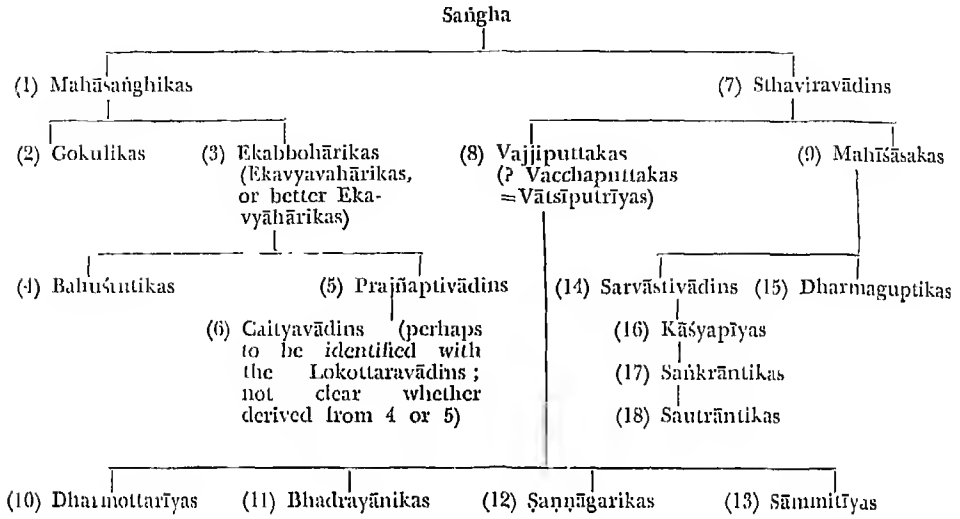 Saṅgha
(1) Mahāsaṅghikas
(7) Sthaviravādins
(2) Gokulikas
(3) Ekabbohārikas
(Ekavyavahārikas,
or better Eka-
vyāhārikas)
(8) Vajjiputtakas
(? Vacchaputtakas
=Vātsīputrīyas)
(9) Mahīśāsakas
(4) Bahuśrutikas
(5) Prajñaptivādins
(14) Sarvāstivādins
(15) Dharmaguptikas
(6) Caityavādins (perhaps
to be identified with
the Lokottaravādins ;
not clear whether
derived from 4 or 5)
(16) Kāśyapīyas
(17) Saṅkrāntikas
(18) Sautrāntikas
(10) Dharmottarīyas
(11) Bhadrayānikas
(12) Ṣaṇṇāgarikas
(13) Sāmmitīyas